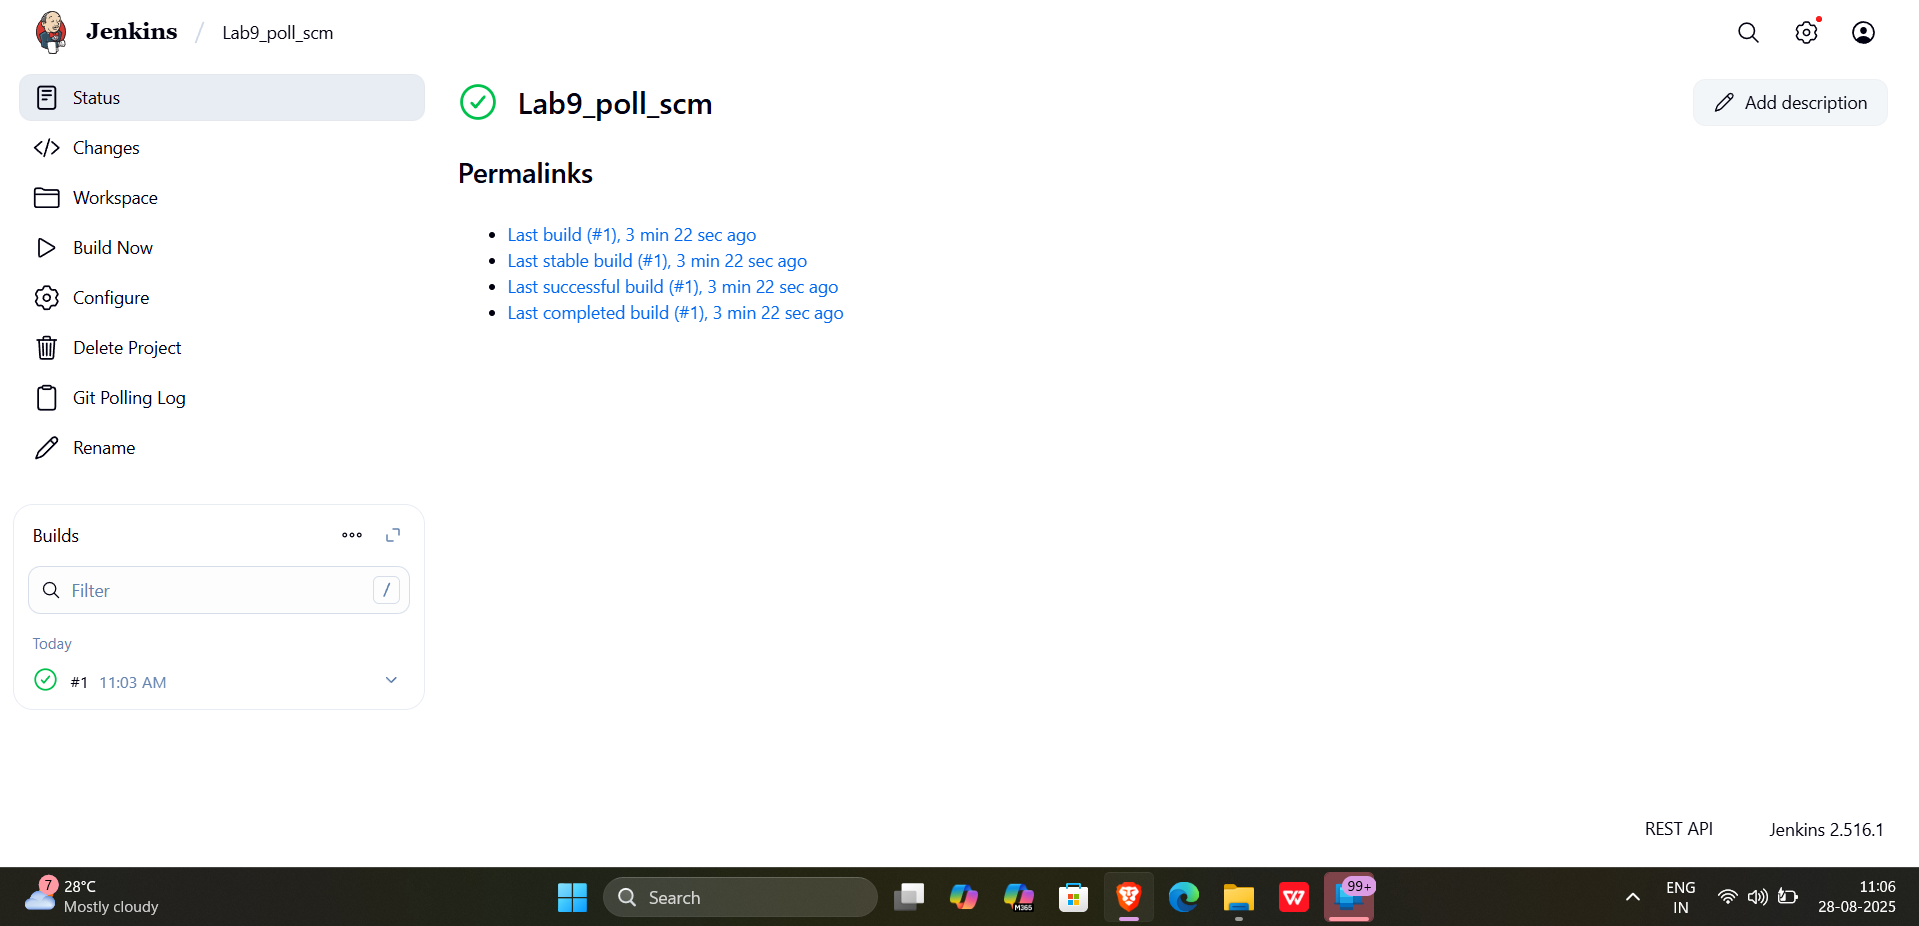 Jenkins / Lab9_poll_scm
Status
Changes
Workspace
Build Now
Configure
Delete Project
Git Polling Log
Rename
Builds
Filter /
Today
#1 11:03 AM
Lab9_poll_scm
Add description
Permalinks
Last build (#1), 3 min 22 sec ago
Last stable build (#1), 3 min 22 sec ago
Last successful build (#1), 3 min 22 sec ago
Last completed build (#1), 3 min 22 sec ago
REST API Jenkins 2.516.1
7
28°C
Mostly cloudy
Search
M365
W
99+
ENG
IN
11:06
28-08-2025